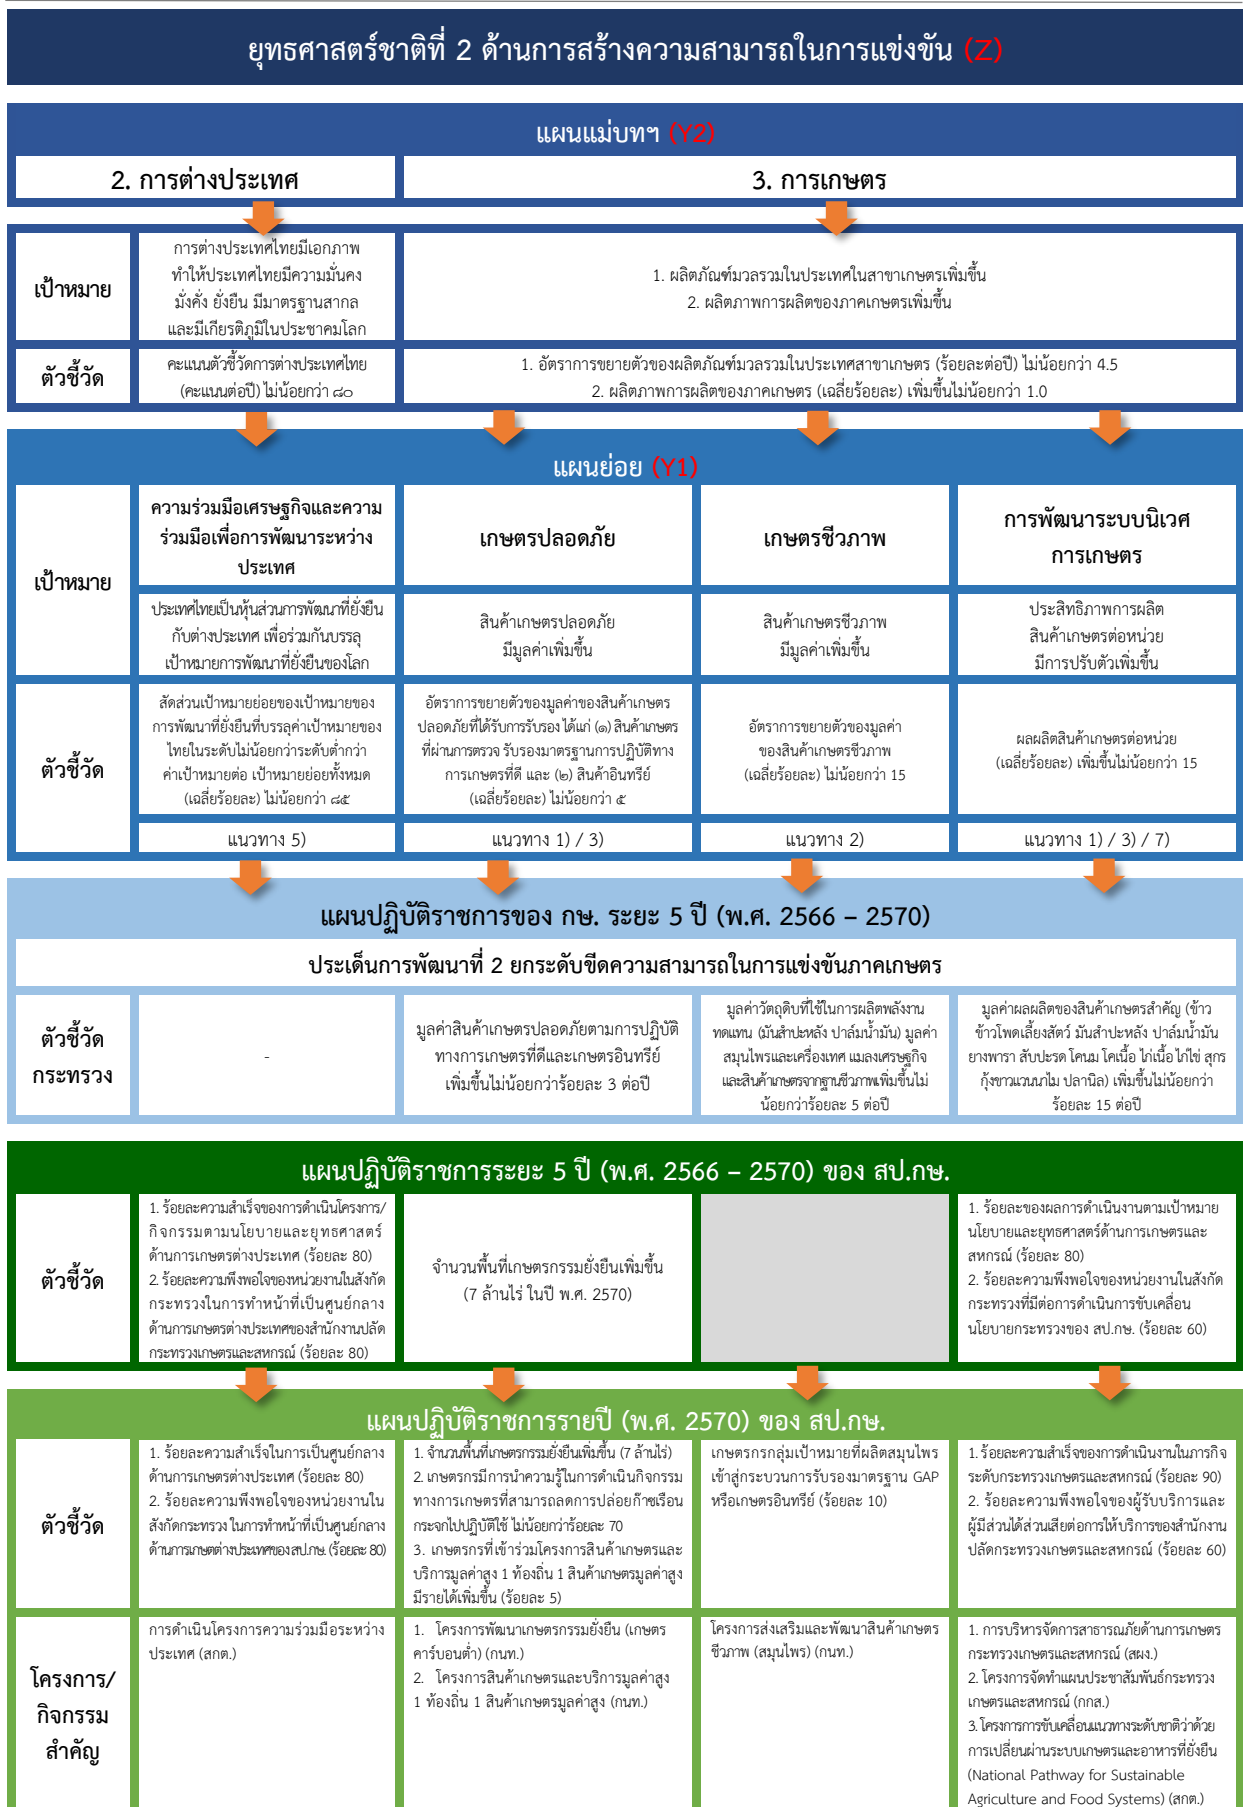 ยุทธศาสตร์ชาติที่ 2 ด้านการสร้างความสามารถในการแข่งขัน (Z)
แผนแม่บทฯ (Y2)
2. การต่างประเทศ
3. การเกษตร
เป้าหมาย
การต่างประเทศไทยมีเอกภาพ
ทำให้ประเทศไทยมีความมั่นคง
มั่งคั่ง ยั่งยืน มีมาตรฐานสากล
และมีเกียรติภูมิในประชาคมโลก
1. ผลิตภัณฑ์มวลรวมในประเทศในสาขาเกษตรเพิ่มขึ้น
2. ผลิตภาพการผลิตของภาคเกษตรเพิ่มขึ้น
ตัวชี้วัด
คะแนนตัวชี้วัดการต่างประเทศไทย
(คะแนนต่อปี) ไม่น้อยกว่า ๘๐
1. อัตราการขยายตัวของผลิตภัณฑ์มวลรวมในประเทศสาขาเกษตร (ร้อยละต่อปี) ไม่น้อยกว่า 4.5
2. ผลิตภาพการผลิตของภาคเกษตร (เฉลี่ยร้อยละ) เพิ่มขึ้นไม่น้อยกว่า 1.0
แผนย่อย (Y1)
เป้าหมาย
ความร่วมมือเศรษฐกิจและความ
ร่วมมือเพื่อการพัฒนาระหว่าง
ประเทศ
เกษตรปลอดภัย
เกษตรชีวภาพ
การพัฒนาระบบนิเวศ
การเกษตร
ประเทศไทยเป็นหุ้นส่วนการพัฒนาที่ยั่งยืน
กับต่างประเทศ เพื่อร่วมกันบรรลุ
เป้าหมายการพัฒนาที่ยั่งยืนของโลก
สินค้าเกษตรปลอดภัย
มีมูลค่าเพิ่มขึ้น
สินค้าเกษตรชีวภาพ
มีมูลค่าเพิ่มขึ้น
ประสิทธิภาพการผลิต
สินค้าเกษตรต่อหน่วย
มีการปรับตัวเพิ่มขึ้น
ตัวชี้วัด
สัดส่วนเป้าหมายย่อยของเป้าหมายของ
การพัฒนาที่ยั่งยืนที่บรรลุค่าเป้าหมายของ
ไทยในระดับไม่น้อยกว่าระดับต่ำกว่า
ค่าเป้าหมายต่อ เป้าหมายย่อยทั้งหมด
(เฉลี่ยร้อยละ) ไม่น้อยกว่า ๘๕
อัตราการขยายตัวของมูลค่าของสินค้าเกษตร
ปลอดภัยที่ได้รับการรับรอง ได้แก่ (๑) สินค้าเกษตร
ที่ผ่านการตรวจ รับรองมาตรฐานการปฏิบัติทาง
การเกษตรที่ดี และ (๒) สินค้าอินทรีย์
(เฉลี่ยร้อยละ) ไม่น้อยกว่า ๕
อัตราการขยายตัวของมูลค่า
ของสินค้าเกษตรชีวภาพ
(เฉลี่ยร้อยละ) ไม่น้อยกว่า 15
ผลผลิตสินค้าเกษตรต่อหน่วย
(เฉลี่ยร้อยละ) เพิ่มขึ้นไม่น้อยกว่า 15
แนวทาง 5)
แนวทาง 1) / 3)
แนวทาง 2)
แนวทาง 1) / 3) / 7)
แผนปฏิบัติราชการของ กษ. ระยะ 5 ปี (พ.ศ. 2566 – 2570)
ประเด็นการพัฒนาที่ 2 ยกระดับขีดความสามารถในการแข่งขันภาคเกษตร
ตัวชี้วัด
กระทรวง
-
มูลค่าสินค้าเกษตรปลอดภัยตามการปฏิบัติ
ทางการเกษตรที่ดีและเกษตรอินทรีย์
เพิ่มขึ้นไม่น้อยกว่าร้อยละ 3 ต่อปี
มูลค่าวัตถุดิบที่ใช้ในการผลิตพลังงาน
ทดแทน (มันสำปะหลัง ปาล์มน้ำมัน) มูลค่า
สมุนไพรและเครื่องเทศ แมลงเศรษฐกิจ
และสินค้าเกษตรจากฐานชีวภาพเพิ่มขึ้นไม่
น้อยกว่าร้อยละ 5 ต่อปี
มูลค่าผลผลิตของสินค้าเกษตรสำคัญ (ข้าว
ข้าวโพดเลี้ยงสัตว์ มันสำปะหลัง ปาล์มน้ำมัน
ยางพารา สับปะรด โคนม โคเนื้อ ไก่เนื้อ ไก่ไข่ สุกร
กุ้งขาวแวนนาไม ปลานิล) เพิ่มขึ้นไม่น้อยกว่า
ร้อยละ 15 ต่อปี
แผนปฏิบัติราชการระยะ 5 ปี (พ.ศ. 2566 – 2570) ของ สป.กษ.
ตัวชี้วัด
1. ร้อยละความสำเร็จของการดำเนินโครงการ/
กิจกรรมตามนโยบายและยุทธศาสตร์
ด้านการเกษตรต่างประเทศ (ร้อยละ 80)
2. ร้อยละความพึงพอใจของหน่วยงานในสังกัด
กระทรวงในการทำหน้าที่เป็นศูนย์กลาง
ด้านการเกษตรต่างประเทศของสำนักงานปลัด
กระทรวงเกษตรและสหกรณ์ (ร้อยละ 80)
จำนวนพื้นที่เกษตรกรรมยั่งยืนเพิ่มขึ้น
(7 ล้านไร่ ในปี พ.ศ. 2570)
1. ร้อยละของผลการดำเนินงานตามเป้าหมาย
นโยบายและยุทธศาสตร์ด้านการเกษตรและ
สหกรณ์ (ร้อยละ 80)
2. ร้อยละความพึงพอใจของหน่วยงานในสังกัด
กระทรวงที่มีต่อการดำเนินการขับเคลื่อน
นโยบายกระทรวงของ สป.กษ. (ร้อยละ 60)
แผนปฏิบัติราชการรายปี (พ.ศ. 2570) ของ สป.กษ.
ตัวชี้วัด
1. ร้อยละความสำเร็จในการเป็นศูนย์กลาง
ด้านการเกษตรต่างประเทศ (ร้อยละ 80)
2. ร้อยละความพึงพอใจของหน่วยงานใน
สังกัดกระทรวง ในการทำหน้าที่เป็นศูนย์กลาง
ด้านการเกษตต่างประเทศของสป.กษ. (ร้อยละ 80)
1. จำนวนพื้นที่เกษตรกรรมยั่งยืนเพิ่มขึ้น (7 ล้านไร่)
2. เกษตรกรมีการนำความรู้ในการดำเนินกิจกรรม
ทางการเกษตรที่สามารถลดการปล่อยก๊าซเรือน
กระจกไปปฏิบัติใช้ ไม่น้อยกว่าร้อยละ 70
3. เกษตรกรที่เข้าร่วมโครงการสินค้าเกษตรและ
บริการมูลค่าสูง 1 ท้องถิ่น 1 สินค้าเกษตรมูลค่าสูง
มีรายได้เพิ่มขึ้น (ร้อยละ 5)
เกษตรกรกลุ่มเป้าหมายที่ผลิตสมุนไพร
เข้าสู่กระบวนการรับรองมาตรฐาน GAP
หรือเกษตรอินทรีย์ (ร้อยละ 10)
1. ร้อยละความสำเร็จของการดำเนินงานในภารกิจ
ระดับกระทรวงเกษตรและสหกรณ์ (ร้อยละ 90)
2. ร้อยละความพึงพอใจของผู้รับบริการและ
ผู้มีส่วนได้ส่วนเสียต่อการให้บริการของสำนักงาน
ปลัดกระทรวงเกษตรและสหกรณ์ (ร้อยละ 60)
โครงการ/
กิจกรรม
สำคัญ
การดำเนินโครงการความร่วมมือระหว่าง
ประเทศ (สกต.)
1. โครงการพัฒนาเกษตรกรรมยั่งยืน (เกษตร
คาร์บอนต่ำ) (กนท.)
2. โครงการสินค้าเกษตรและบริการมูลค่าสูง
1 ท้องถิ่น 1 สินค้าเกษตรมูลค่าสูง (กนท.)
โครงการส่งเสริมและพัฒนาสินค้าเกษตร
ชีวภาพ (สมุนไพร) (กนท.)
1. การบริหารจัดการสาธารณภัยด้านการเกษตร
กระทรวงเกษตรและสหกรณ์ (สผง.)
2. โครงการจัดทำแผนประชาสัมพันธ์กระทรวง
เกษตรและสหกรณ์ (กกส.)
3. โครงการการขับเคลื่อนแนวทางระดับชาติว่าด้วย
การเปลี่ยนผ่านระบบเกษตรและอาหารที่ยั่งยืน
(National Pathway for Sustainable
Agriculture and Food Systems) (สกต.)